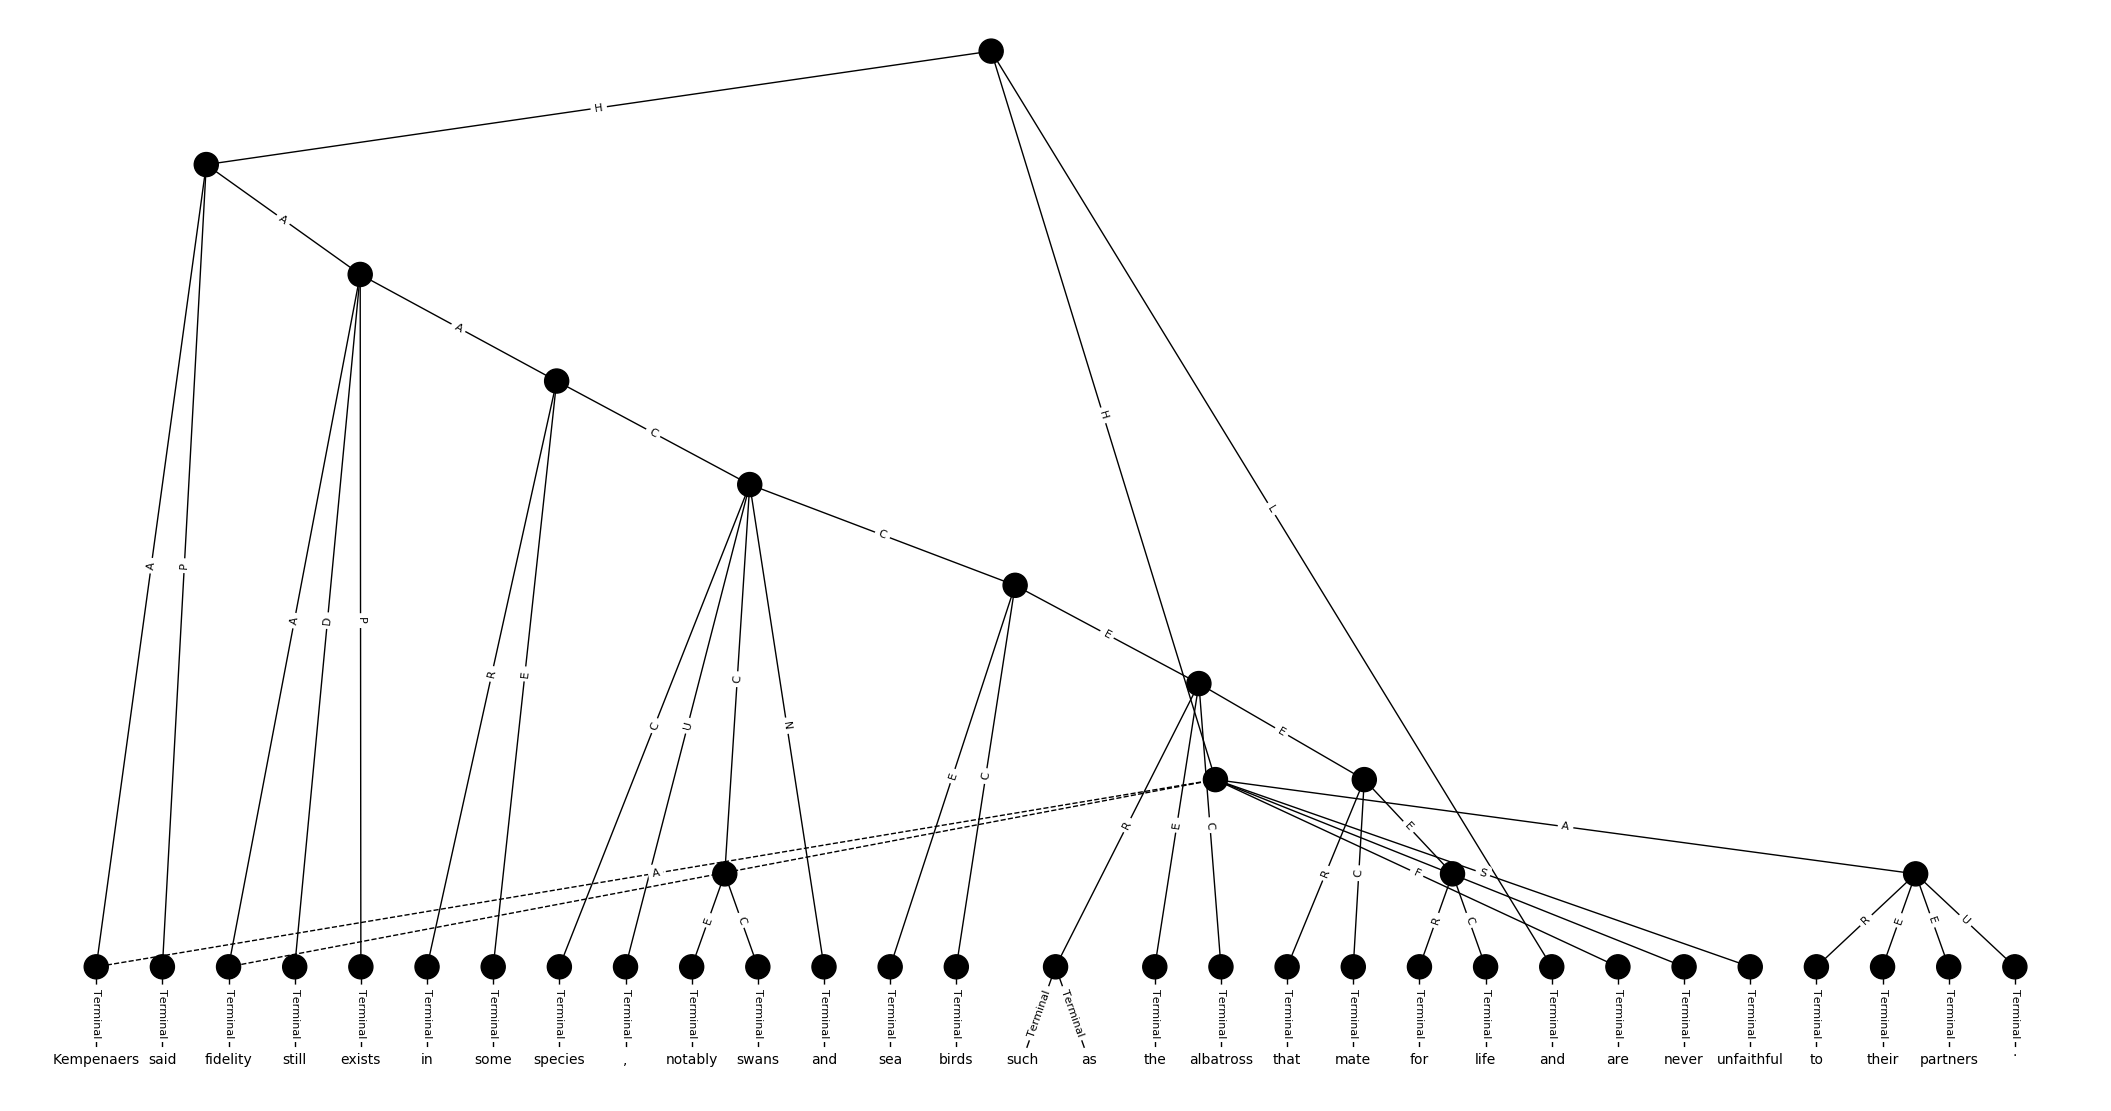 H
A
A
H
C
L
C
A
P
A
D
P
E
R
E
C
U
C
N
E
E
C
R
E
C
A
A
R
C
E
F
S
E
C
R
C
R
E
E
U
Terminal Terminal Terminal Terminal Terminal Terminal Terminal Terminal Terminal Terminal Terminal Terminal Terminal Terminal Terminal Terminal Terminal Terminal Terminal Terminal Terminal Terminal Terminal Terminal Terminal Terminal Terminal Terminal Terminal Terminal
Kempenaers said fidelity still exists in some species , notably swans and sea birds such as the albatross that mate for life and are never unfaithful to their partners .